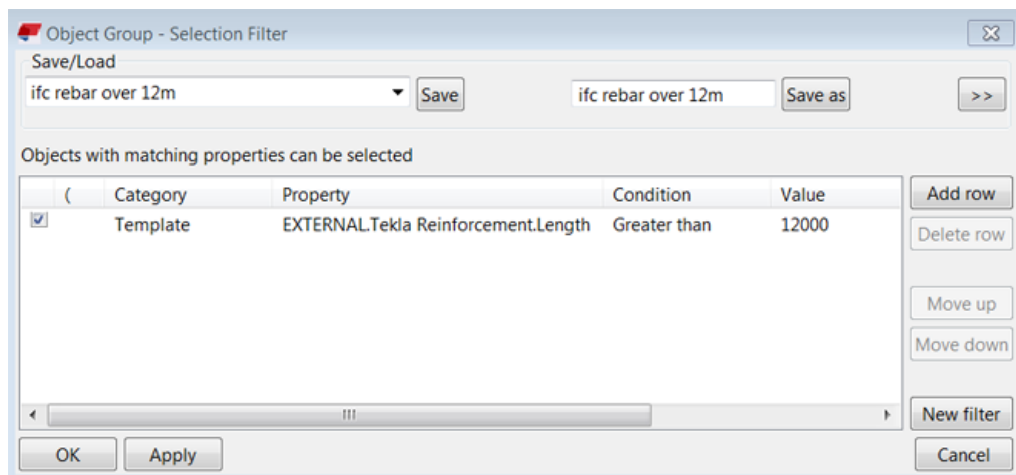 Object Group - Selection Filter
Save/Load
ifc rebar over 12m Save ifc rebar over 12m Save as >>
Objects with matching properties can be selected
( Category Property Condition Value
Template EXTERNAL.Tekla Reinforcement.Length Greater than 12000
Add row
Delete row
Move up
Move down
New filter
OK Apply Cancel